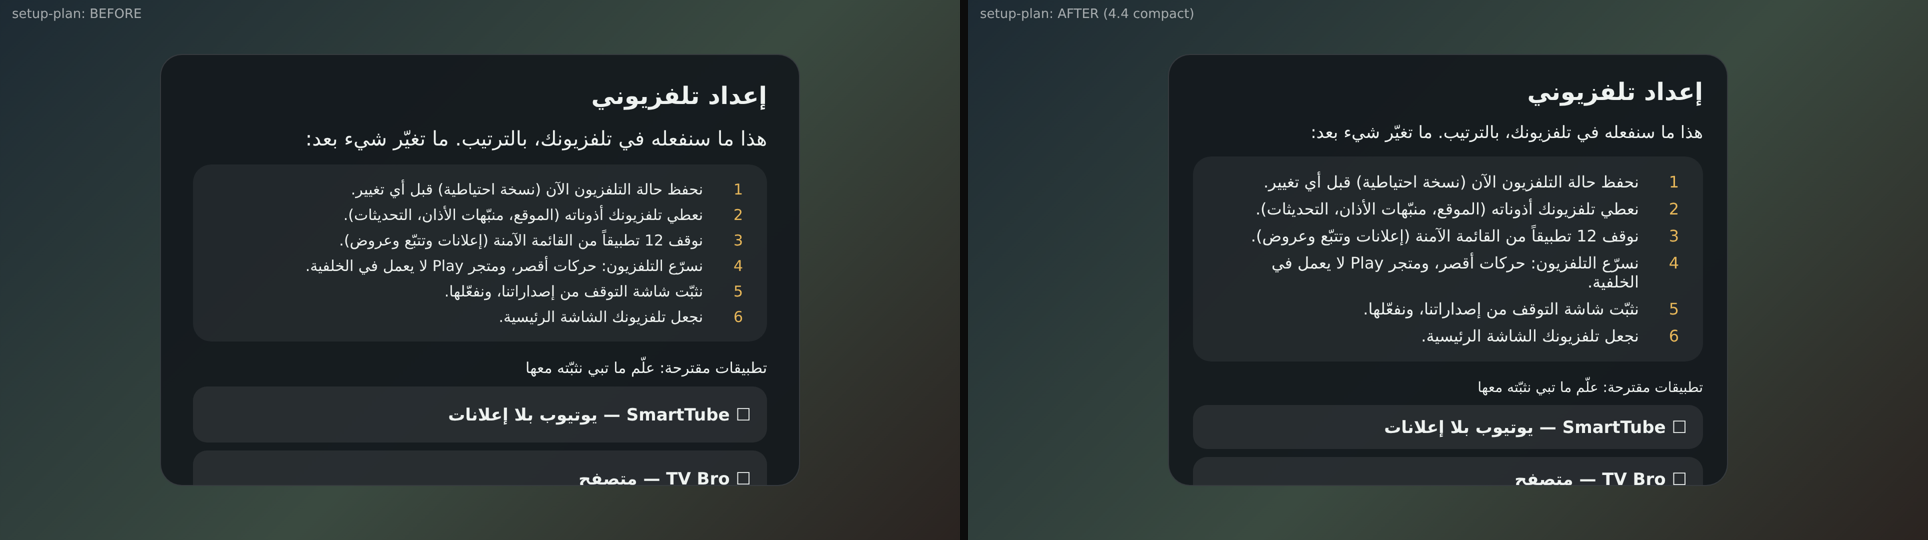 setup-plan: BEFORE
إعداد تلفزيوني
هذا ما سنفعله في تلفزيونك، بالترتيب. ما تغيّر شيء بعد:
1 نحفظ حالة التلفزيون الآن (نسخة احتياطية) قبل أي تغيير.
2 نعطي تلفزيونك أذوناته (الموقع، منبّهات الأذان، التحديثات).
3 نوقف 12 تطبيقاً من القائمة الآمنة (إعلانات وتتبّع وعروض).
4 نسرّع التلفزيون: حركات أقصر، ومتجر Play لا يعمل في الخلفية.
5 نثبّت شاشة التوقف من إصداراتنا، ونفعّلها.
6 نجعل تلفزيونك الشاشة الرئيسية.
تطبيقات مقترحة: علّم ما تبي نثبّته معها
☐ SmartTube — يوتيوب بلا إعلانات
☐ TV Bro — متصفح
setup-plan: AFTER (4.4 compact)
إعداد تلفزيوني
هذا ما سنفعله في تلفزيونك، بالترتيب. ما تغيّر شيء بعد:
1 نحفظ حالة التلفزيون الآن (نسخة احتياطية) قبل أي تغيير.
2 نعطي تلفزيونك أذوناته (الموقع، منبّهات الأذان، التحديثات).
3 نوقف 12 تطبيقاً من القائمة الآمنة (إعلانات وتتبّع وعروض).
4 نسرّع التلفزيون: حركات أقصر، ومتجر Play لا يعمل في
الخلفية.
5 نثبّت شاشة التوقف من إصداراتنا، ونفعّلها.
6 نجعل تلفزيونك الشاشة الرئيسية.
تطبيقات مقترحة: علّم ما تبي نثبّته معها
☐ SmartTube — يوتيوب بلا إعلانات
☐ TV Bro — متصفح